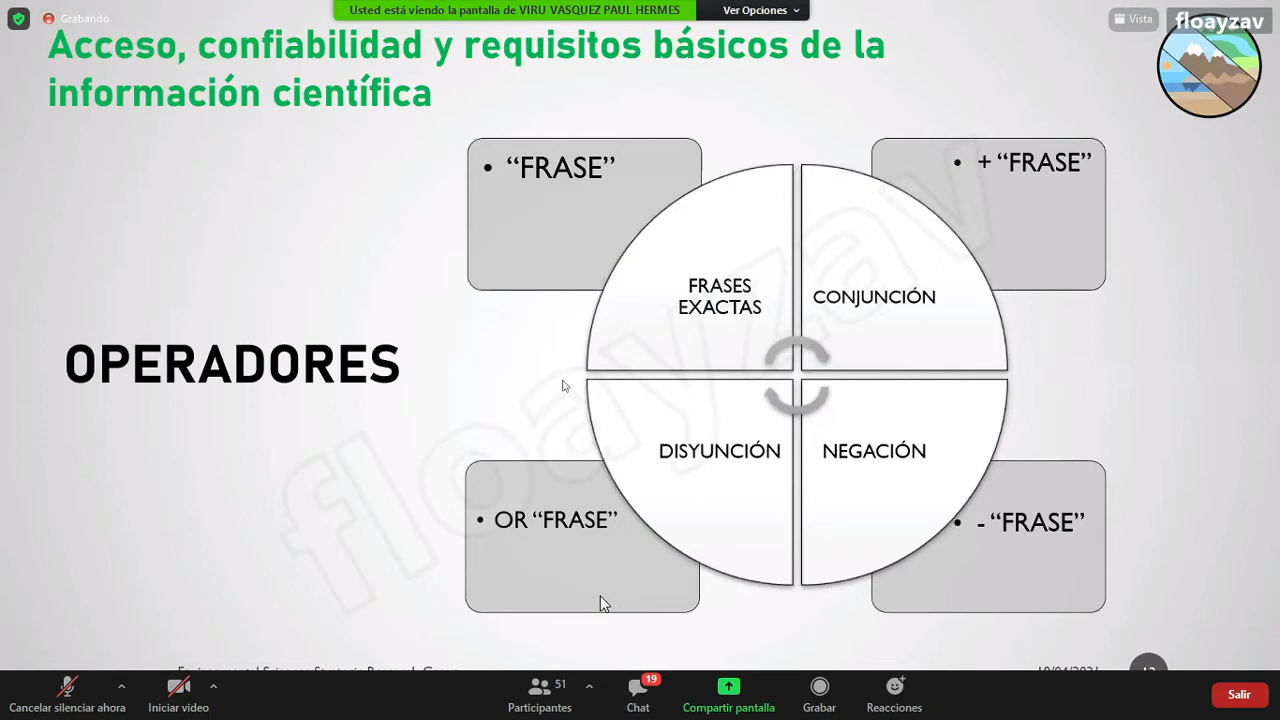 Grabando
Usted está viendo la pantalla de VIRU VASQUEZ PAUL HERMES
Ver Opciones
Vista
floayzav
Acceso, confiabilidad y requisitos básicos de la
información científica
• “FRASE”
• + “FRASE”
FRASES
EXACTAS
CONJUNCIÓN
OPERADORES
DISYUNCIÓN
NEGACIÓN
• OR “FRASE”
• - “FRASE”
floayzav
Cancelar silenciar ahora
Iniciar video
51
Participantes
19
Chat
Compartir pantalla
Grabar
Reacciones
Salir